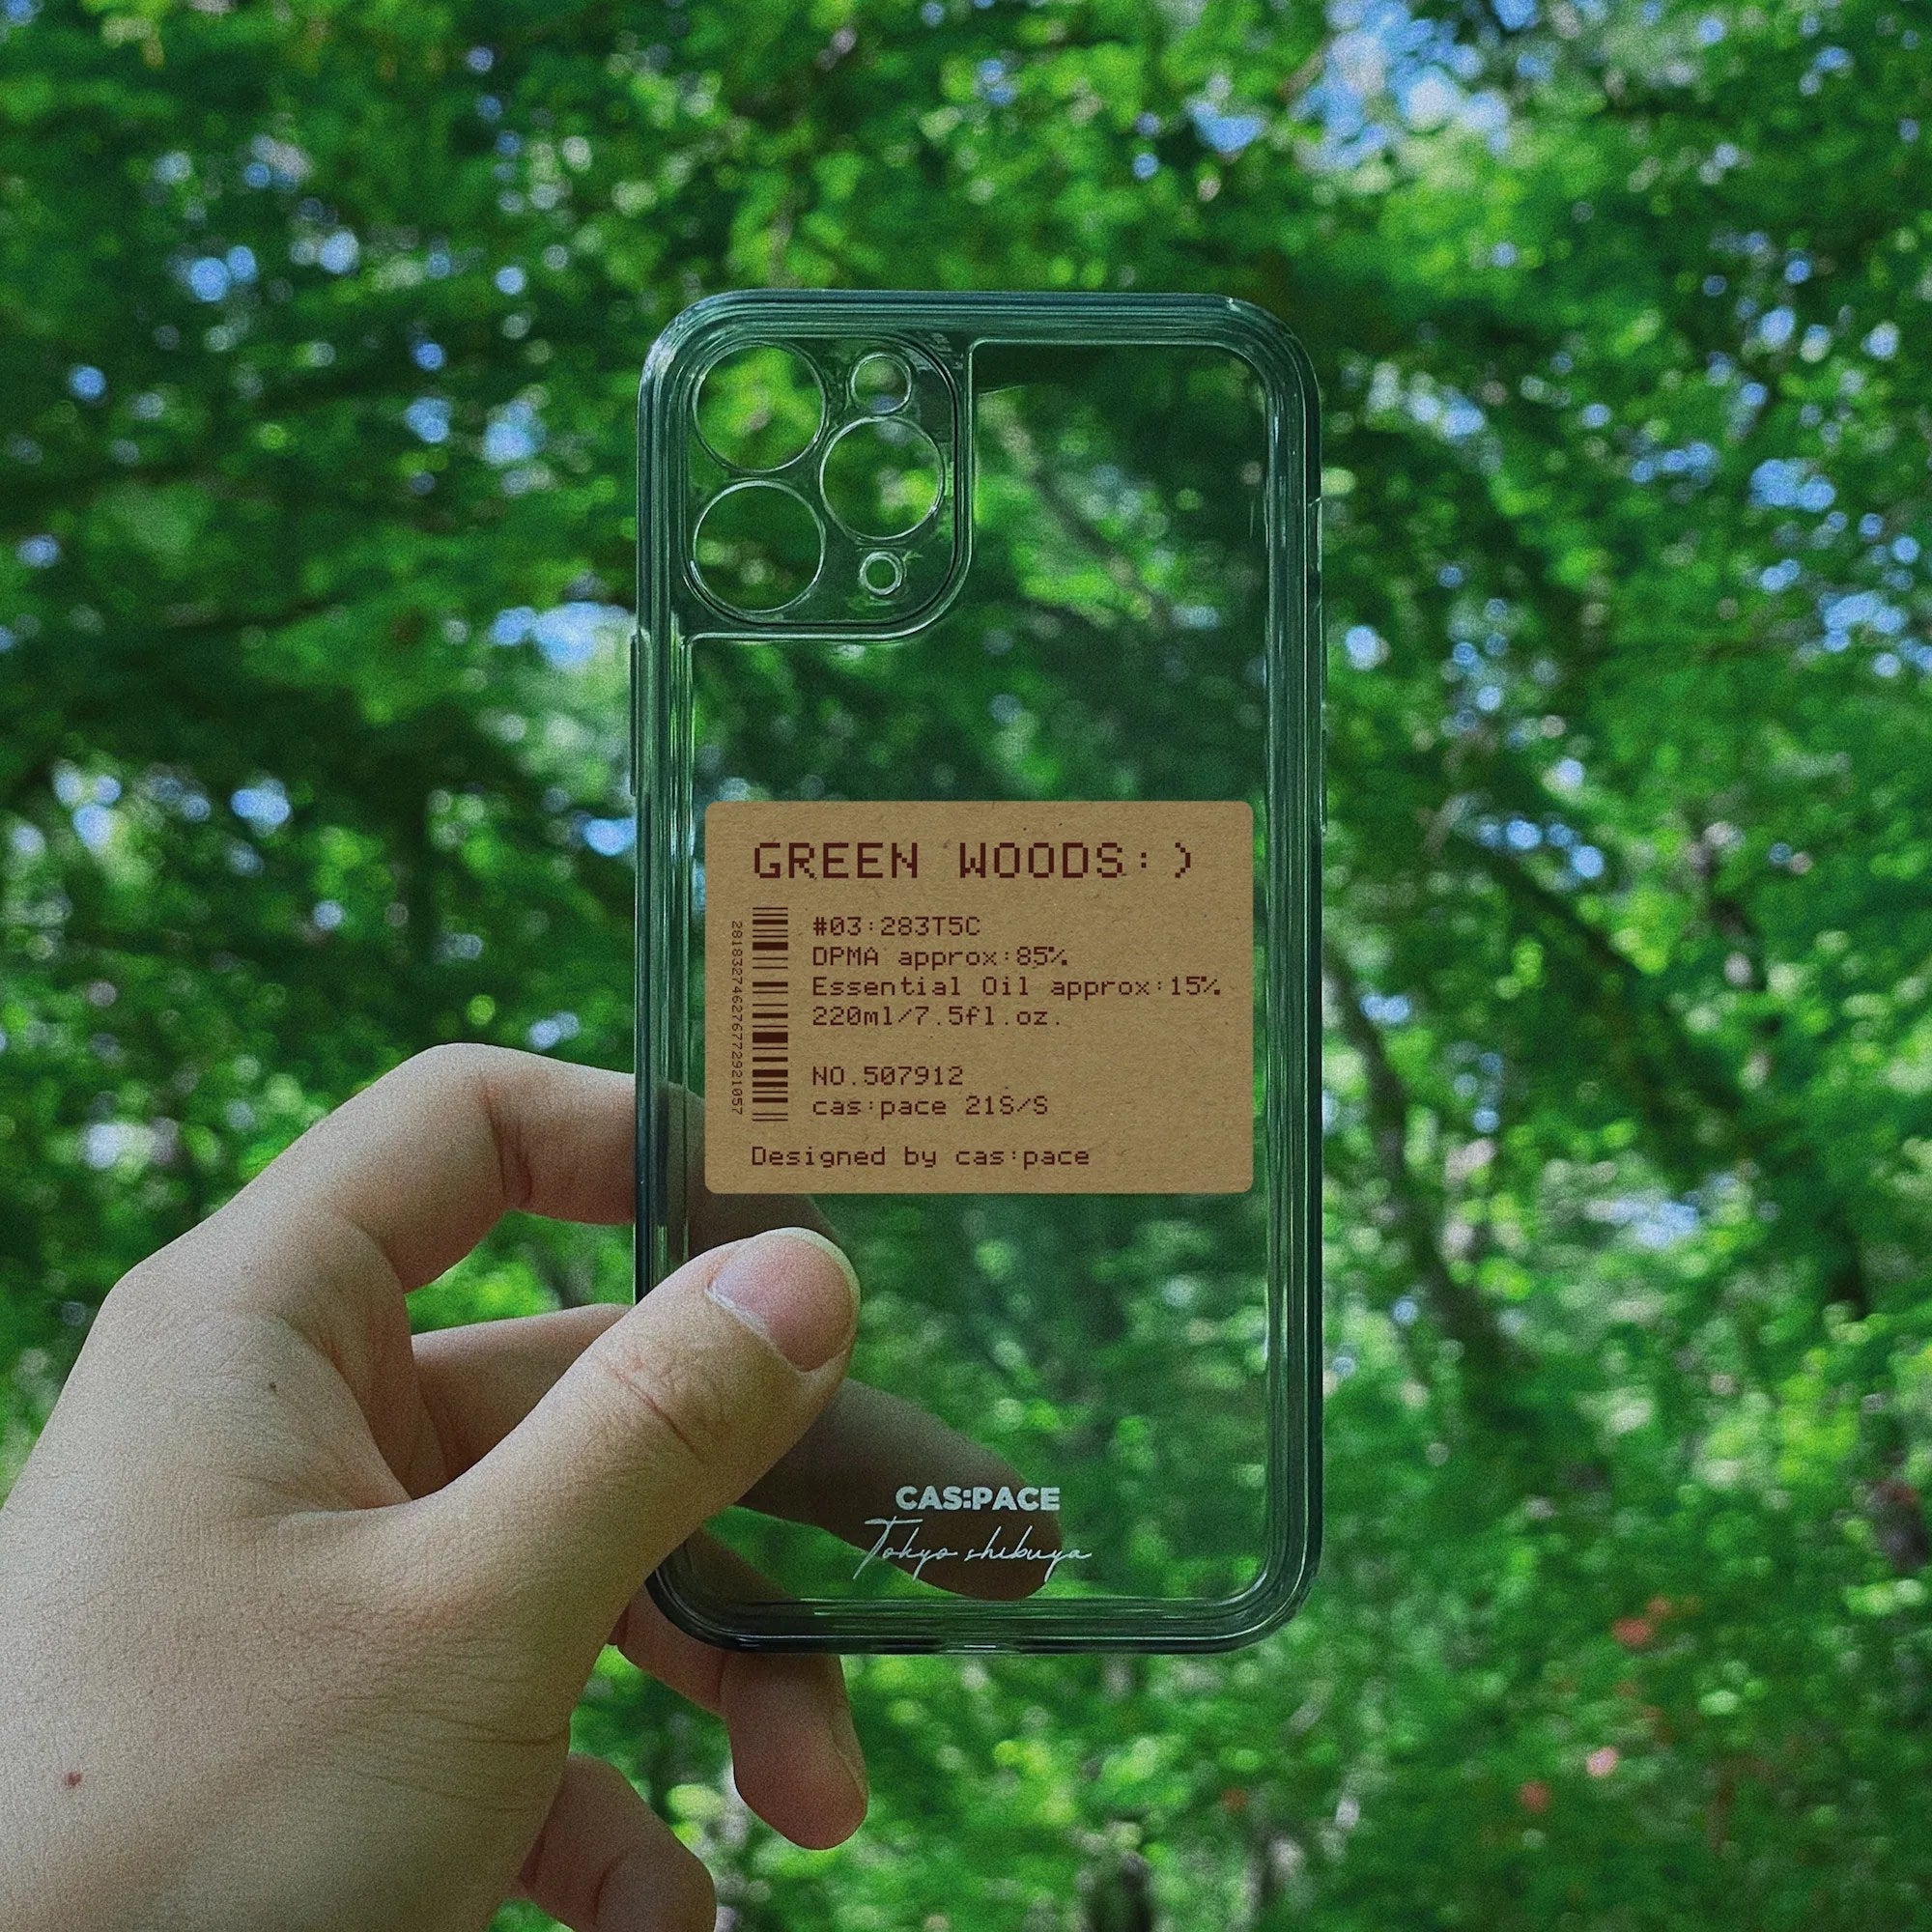 GREEN WOODS:)
2818327462767729210S7
#03:283T5C
DPMA approx:85%
Essential Oil approx:15%
220ml/7.5fl.oz.
NO.507912
cas:pace 21S/S
Designed by cas:pace
CAS:PACE
Tokyo shibuya